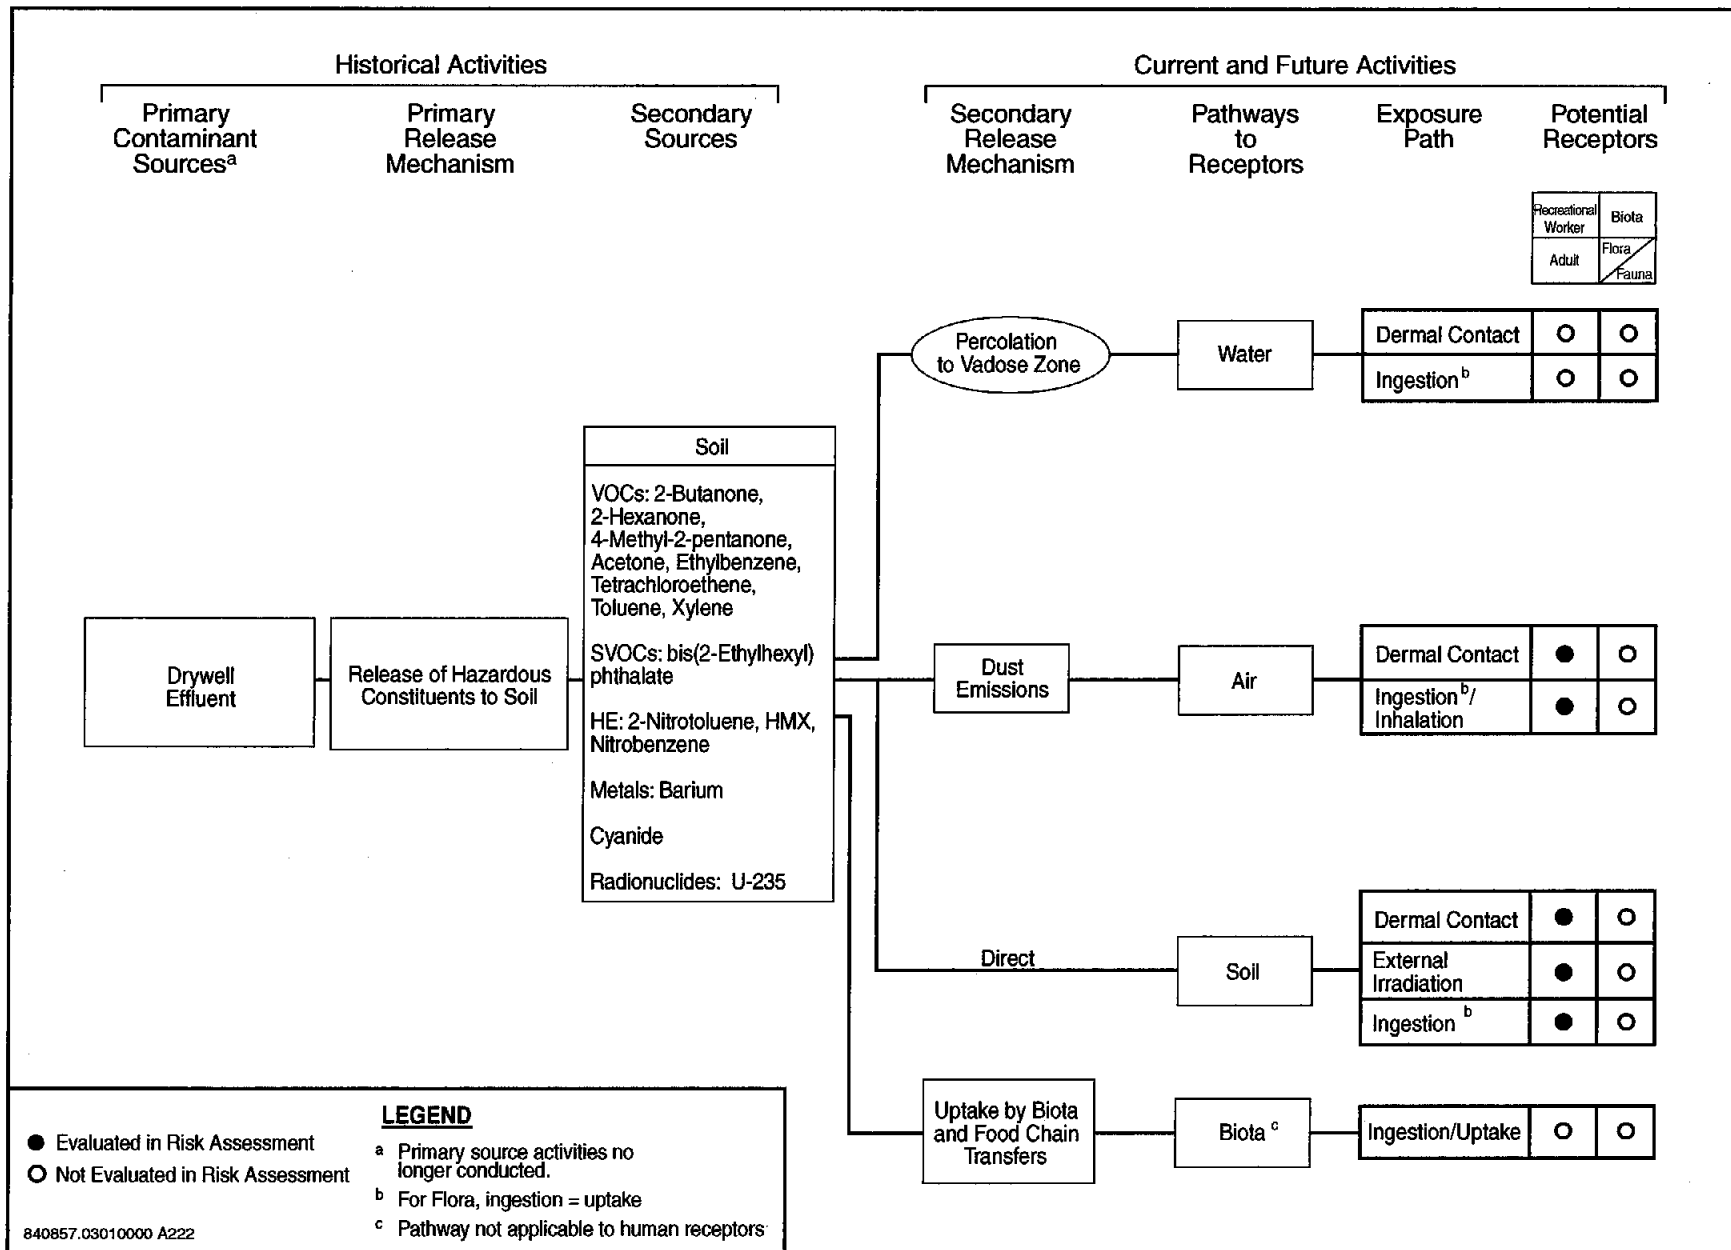 Historical Activities
Current and Future Activities
Primary
Contaminant
Sources^a
Primary
Release
Mechanism
Secondary
Sources
Secondary
Release
Mechanism
Pathways
to
Receptors
Exposure
Path
Potential
Receptors
Recreational
Worker
Biota
Adult
Flora
Fauna
Percolation
to Vadose Zone
Water
Dermal Contact
Ingestion^b
Soil
VOCs: 2-Butanone,
2-Hexanone,
4-Methyl-2-pentanone,
Acetone, Ethylbenzene,
Tetrachloroethene,
Toluene, Xylene
SVOCs: bis(2-Ethylhexyl)
phthalate
HE: 2-Nitrotoluene, HMX,
Nitrobenzene
Metals: Barium
Cyanide
Radionuclides: U-235
Drywell
Effluent
Release of Hazardous
Constituents to Soil
Dust
Emissions
Air
Dermal Contact
Ingestion^b/
Inhalation
Direct
Soil
Dermal Contact
External
Irradiation
Ingestion^b
Uptake by Biota
and Food Chain
Transfers
Biota^c
Ingestion/Uptake
LEGEND
● Evaluated in Risk Assessment
O Not Evaluated in Risk Assessment
a Primary source activities no
longer conducted.
b For Flora, ingestion = uptake
c Pathway not applicable to human receptors
840857.03010000 A222